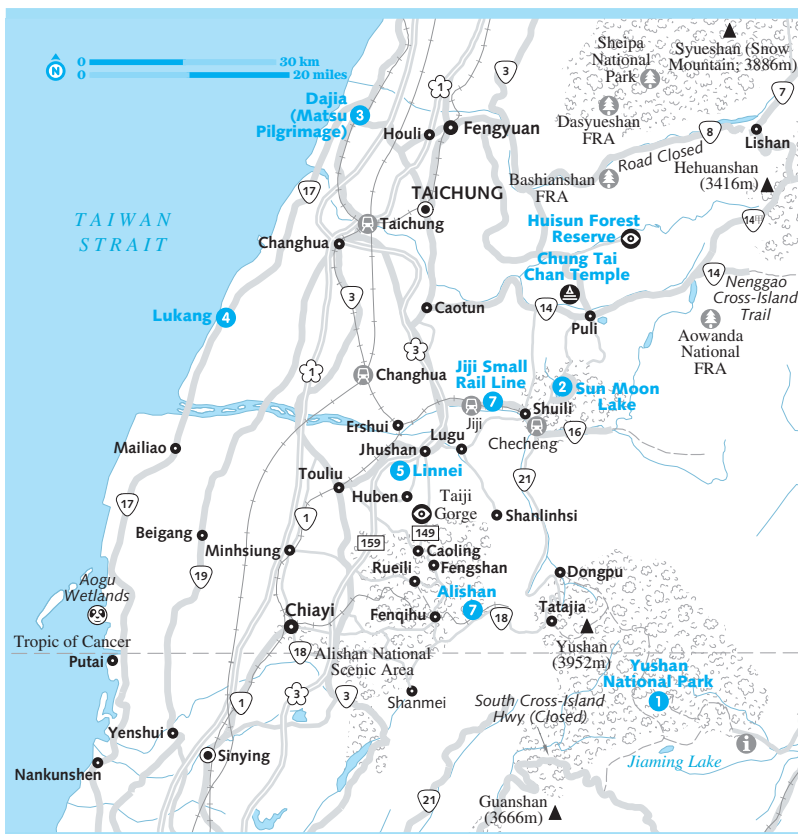 0 30 km
N
0 20 miles
Sheipa
National
Park
Syueshan (Snow
Mountain; 3886m)
3
1
7
Dajia
(Matsu
Pilgrimage)
3
Houli
Fengyuan
Dasyueshan
FRA
8
Lishan
Road Closed
Bashianshan
FRA
Hehuanshan
(3416m)
17
TAICHUNG
TAIWAN
STRAIT
Taichung
Changhua
Huisun Forest
Reserve
14甲
Chung Tai
Chan Temple
14
Nenggao
Cross-Island
Trail
3
Caotun
14
Puli
Lukang
4
Aowanda
National
FRA
3
1
Changhua
Jiji Small
Rail Line
7
2
Sun Moon
Lake
Jiji
Shuili
Ershui
Checheng
16
Mailiao
Jhushan
Lugu
5
Linnei
Touliu
21
Huben
Taiji
Gorge
17
Shanlinhsi
1
Beigang
149
159
Minhsiung
Caoling
19
Rueili
Fengshan
Dongpu
Aogu
Wetlands
Alishan
7
Chiayi
Fenqihu
18
Tatajia
Tropic of Cancer
18
Alishan National
Scenic Area
Yushan
(3952m)
Putai
Yushan
National Park
1
3
3
1
Shanmei
South Cross-Island
Hwy (Closed)
Yenshui
Sinying
Jiaming Lake
Nankunshen
21
Guanshan
(3666m)